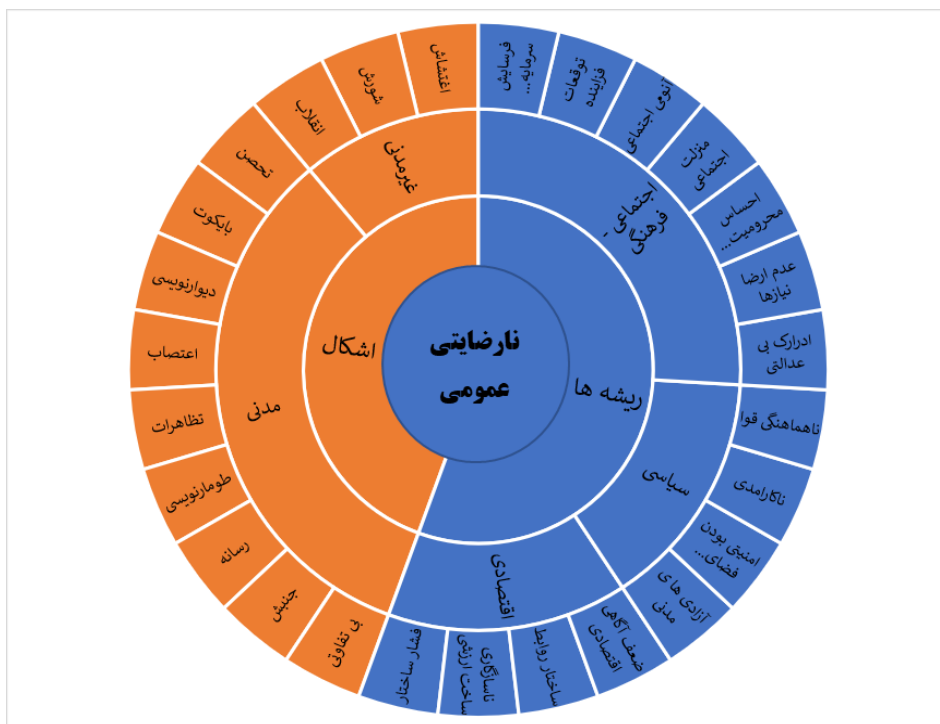 نارضایتی
عمومی
ریشه ها
اجتماعی -
فرهنگی
فرسایش
سرمایه...
توقعات
فزاینده
آنومی اجتماعی
منزلت
اجتماعی
احساس
محرومیت...
عدم ارضا
نیازها
ادرارک بی
عدالتی
سیاسی
ناهماهنگی قوا
ناکارامدی
امنیتی بودن
فضای...
آزادی های
مدنی
اقتصادی
ضعف آگاهی
اقتصادی
ساختار روابط
ناسازگاری
ساخت ارزشی
فشار ساختار
اشکال
مدنی
بی تفاوتی
جنبش
رسانه
طومارنویسی
تظاهرات
اعتصاب
دیوارنویسی
بایکوت
تحصن
غیرمدنی
انقلاب
شورش
اغتشاش